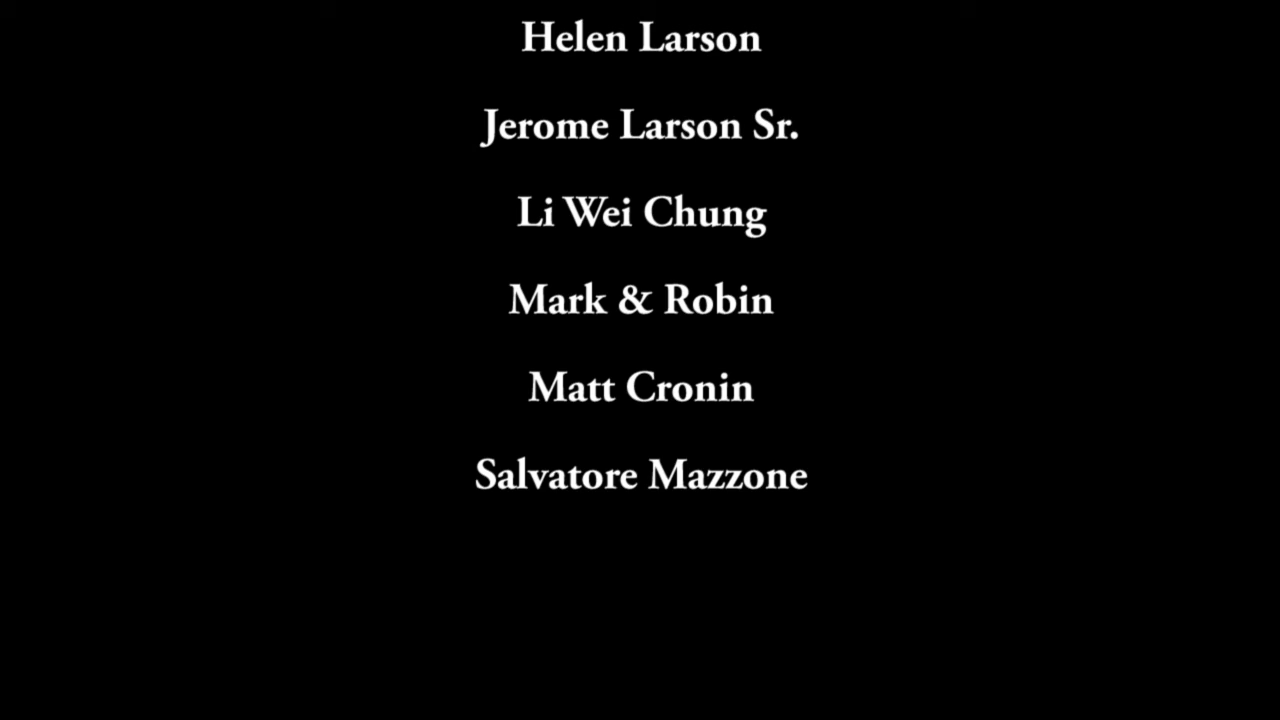 Helen Larson
Jerome Larson Sr.
Li Wei Chung
Mark & Robin
Matt Cronin
Salvatore Mazzone